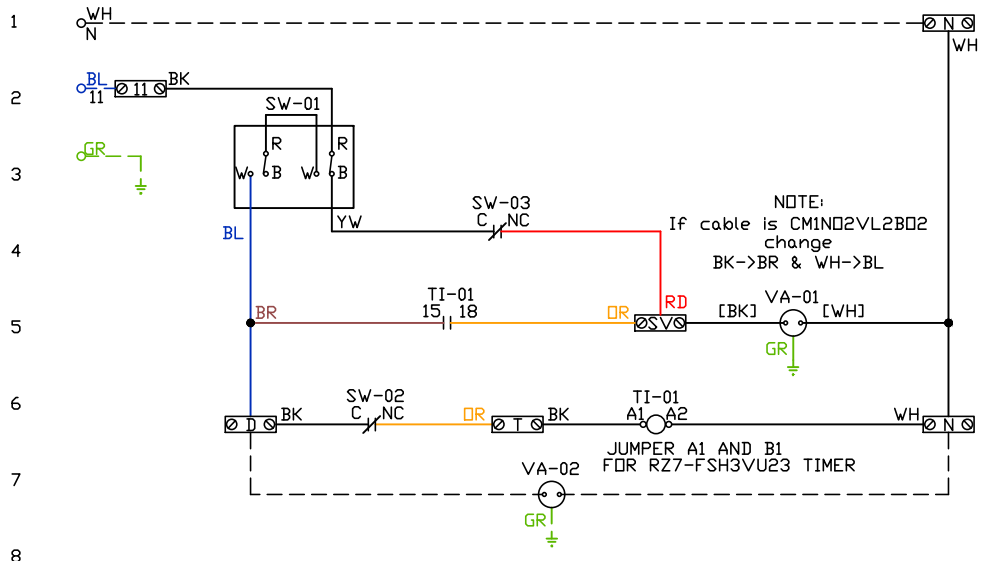 1
WH
N
N
WH
2
BL
11
11
BK
SW-01
R
R
3
GR
W
B
W
B
YW
SW-03
C NC
NOTE:
If cable is CM1N02VL2B02
change
BK->BR & WH->BL
BL
4
5
BR
TI-01
15 18
OR
RD
SV
[BK]
VA-01
[WH]
GR
6
D
BK
SW-02
C NC
OR
T
BK
TI-01
A1 A2
WH
N
JUMPER A1 AND B1
FOR RZ7-FSH3VU23 TIMER
7
VA-02
GR
8